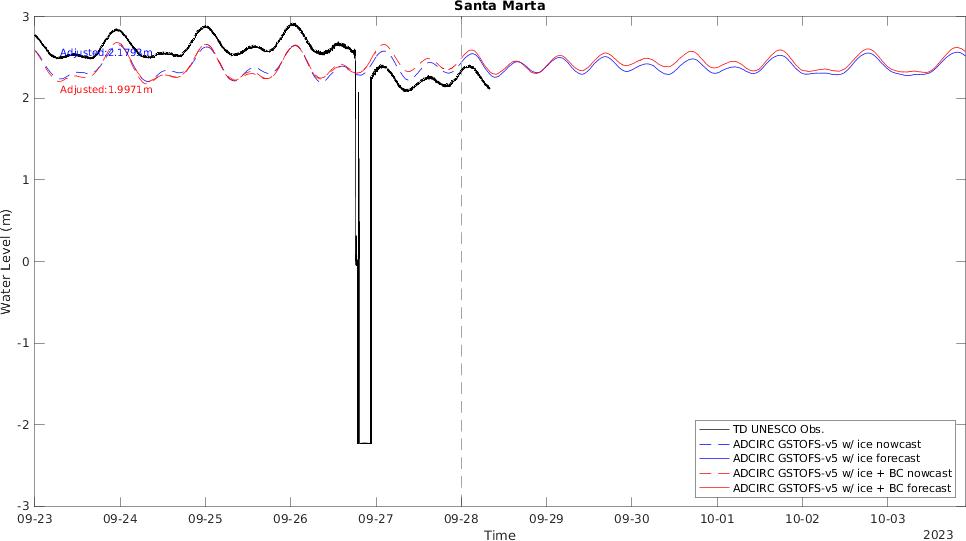 Santa Marta
3
2
1
0
-1
-2
-3
Water Level (m)
Adjusted:2.1793m
Adjusted:1.9971m
TD UNESCO Obs.
ADCIRC GSTOFS-v5 w/ ice nowcast
ADCIRC GSTOFS-v5 w/ ice forecast
ADCIRC GSTOFS-v5 w/ ice + BC nowcast
ADCIRC GSTOFS-v5 w/ ice + BC forecast
09-23 09-24 09-25 09-26 09-27 09-28 09-29 09-30 10-01 10-02 10-03
Time
2023